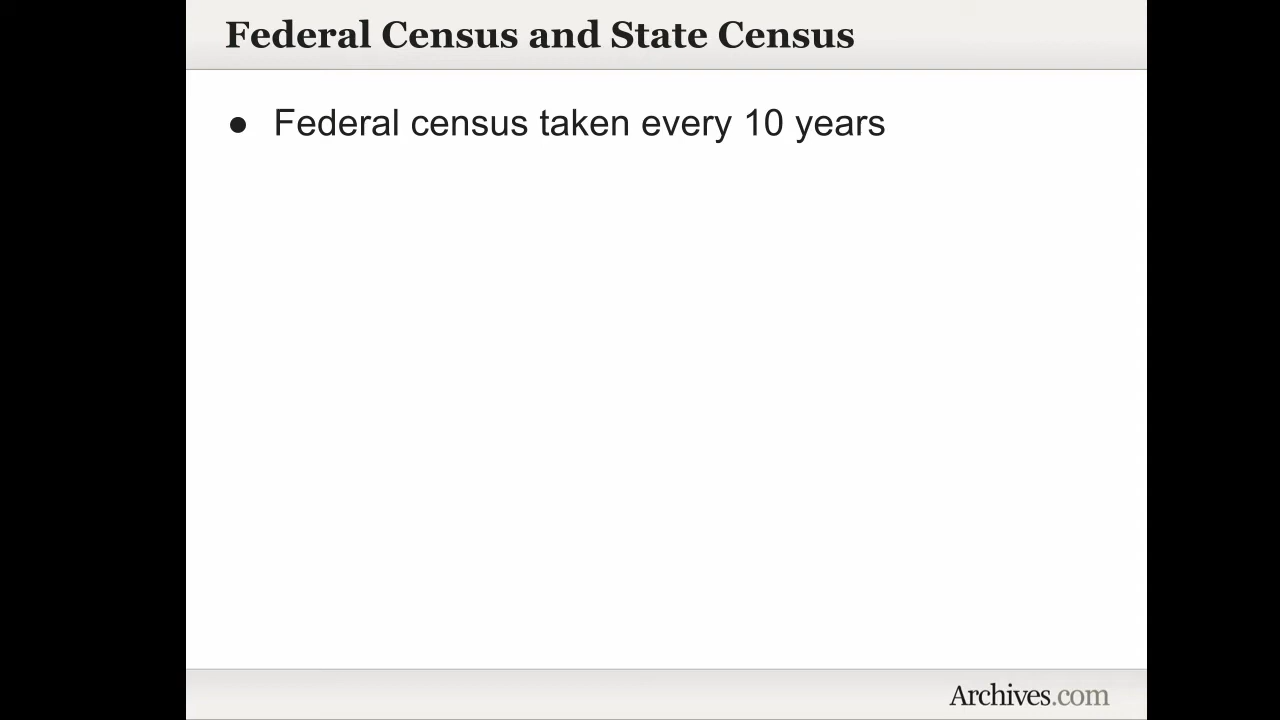 Federal Census and State Census
● Federal census taken every 10 years
Archives.com